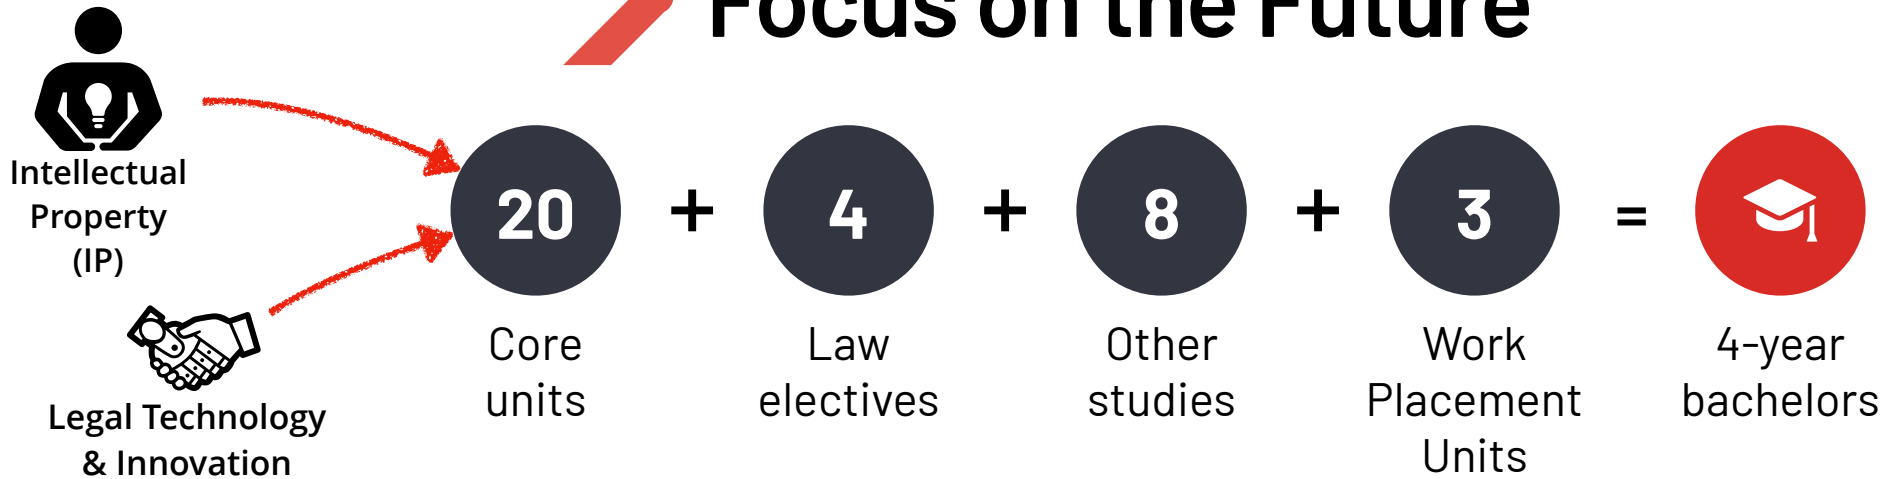 Focus on the Future
Intellectual
Property
(IP)
Legal Technology
& Innovation
20 + 4 + 8 + 3 =
Core
units
Law
electives
Other
studies
Work
Placement
Units
4-year
bachelors